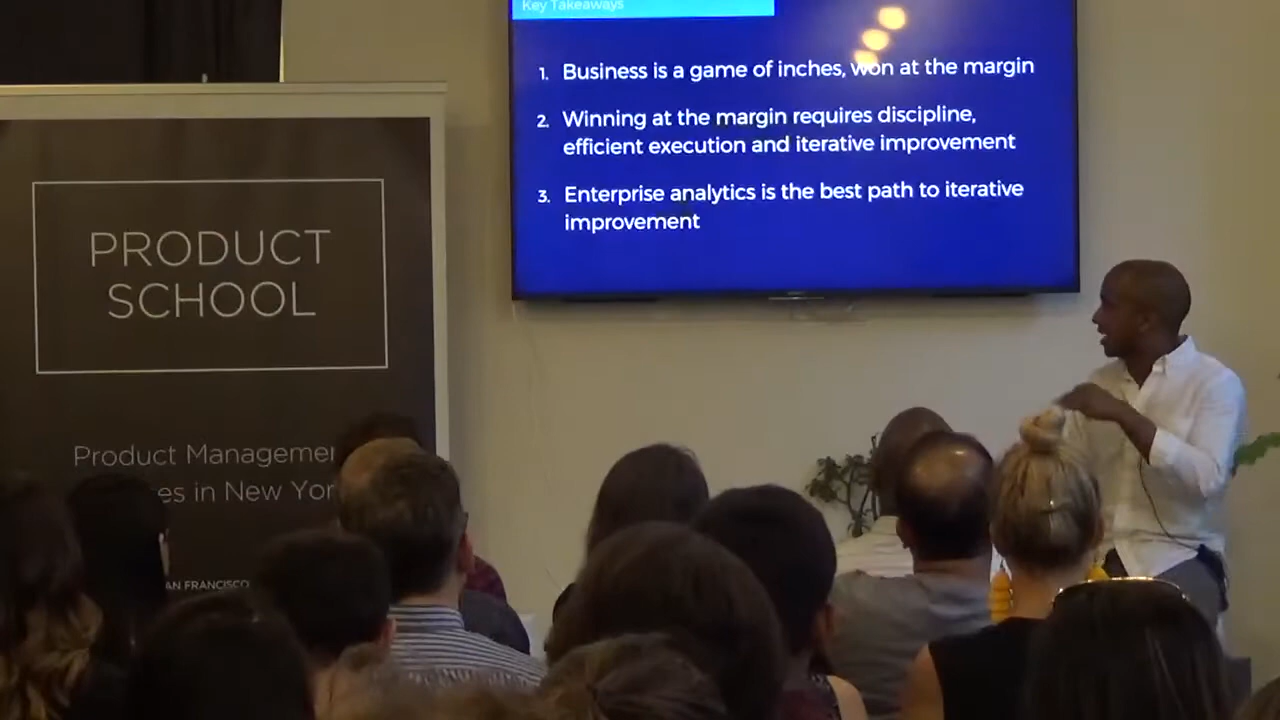 Key Takeaways
1. Business is a game of inches, won at the margin
2. Winning at the margin requires discipline,
efficient execution and iterative improvement
3. Enterprise analytics is the best path to iterative
improvement
PRODUCT
SCHOOL
Product Managemen
es in New Yor
AN FRANCISCO